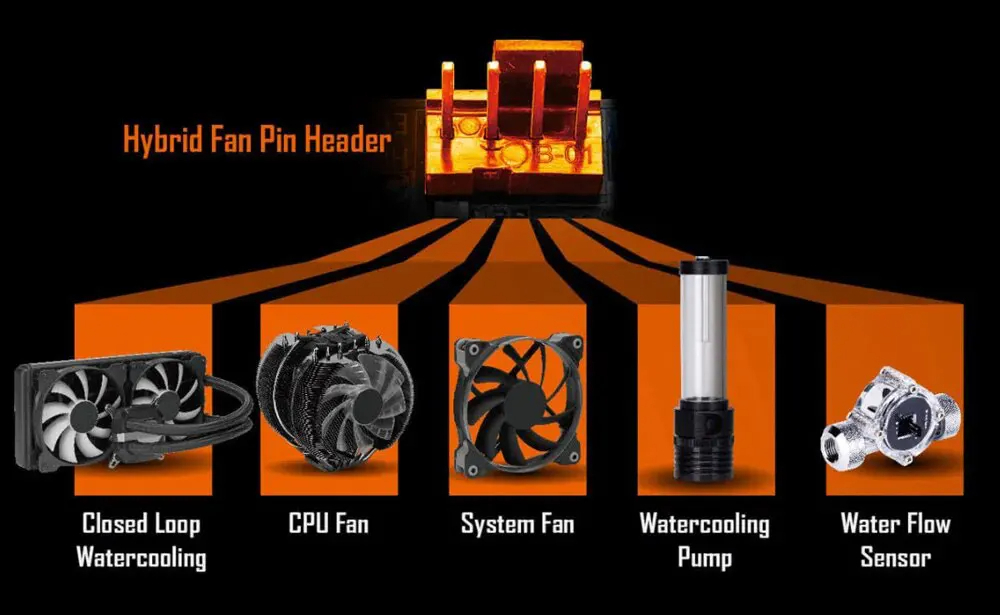 Hybrid Fan Pin Header
B-01
Closed Loop
Watercooling
CPU Fan
System Fan
Watercooling
Pump
Water Flow
Sensor